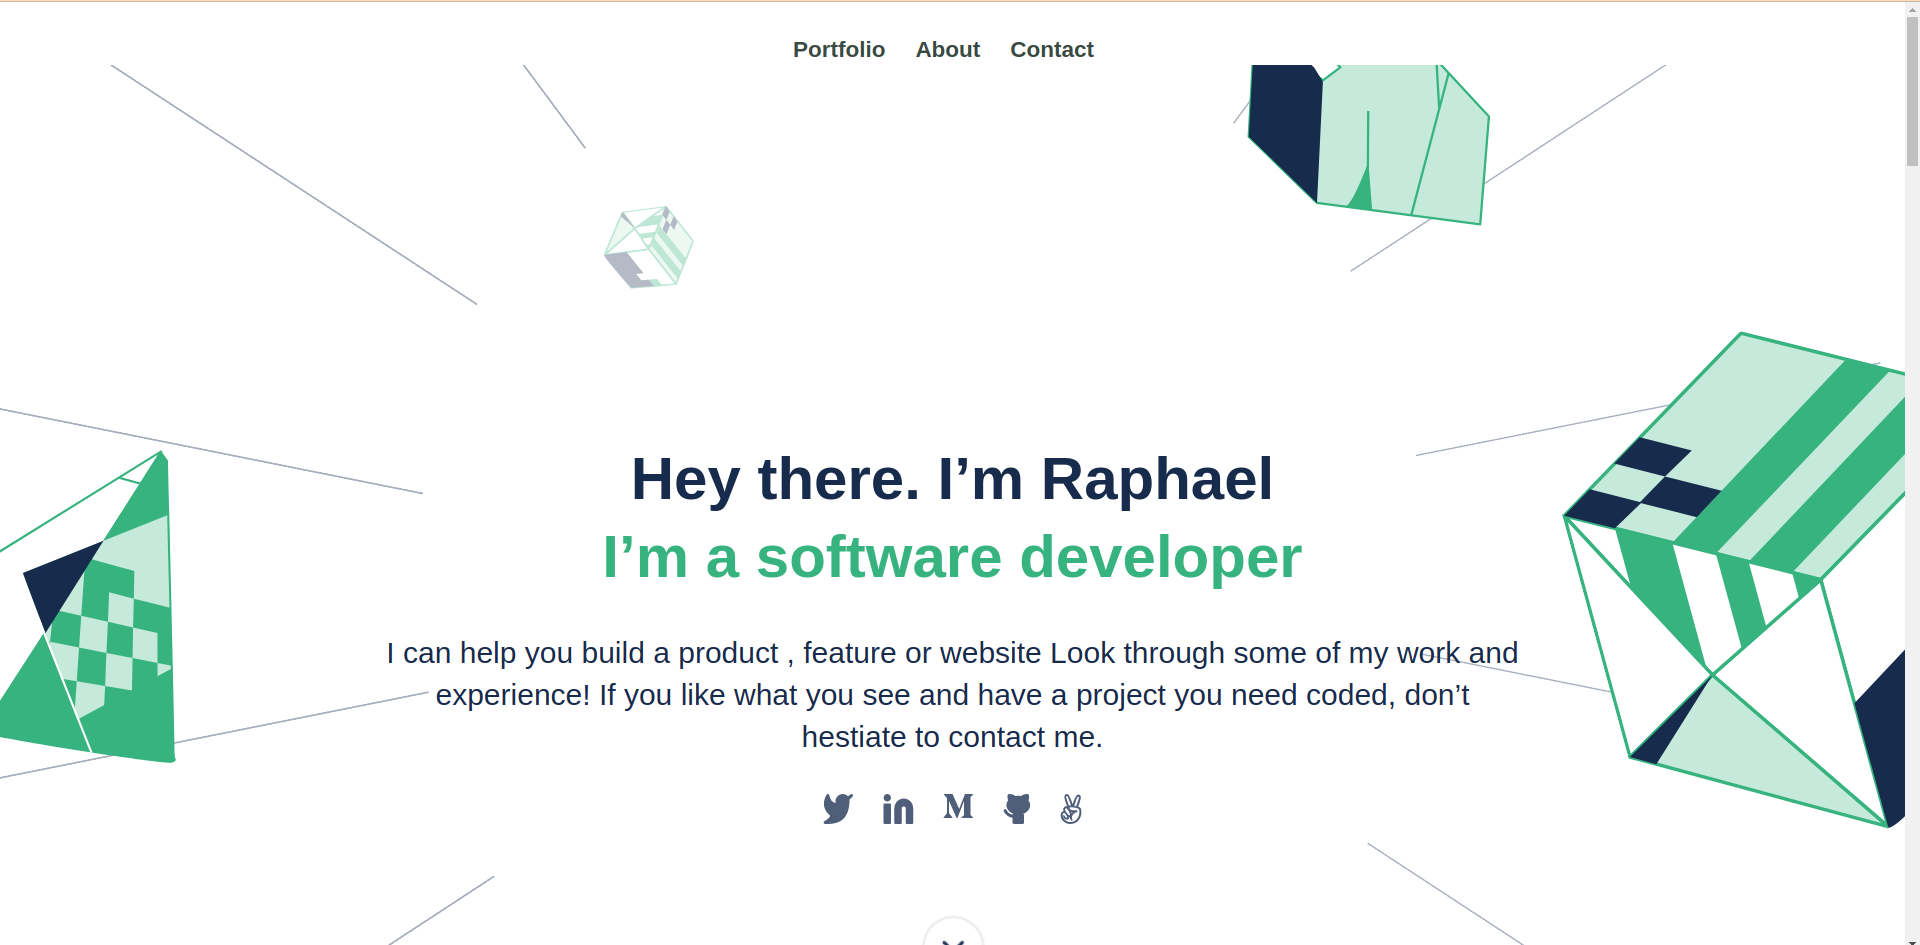 Portfolio About Contact
Hey there. I’m Raphael
I’m a software developer
I can help you build a product , feature or website Look through some of my work and
experience! If you like what you see and have a project you need coded, don’t
hestiate to contact me.